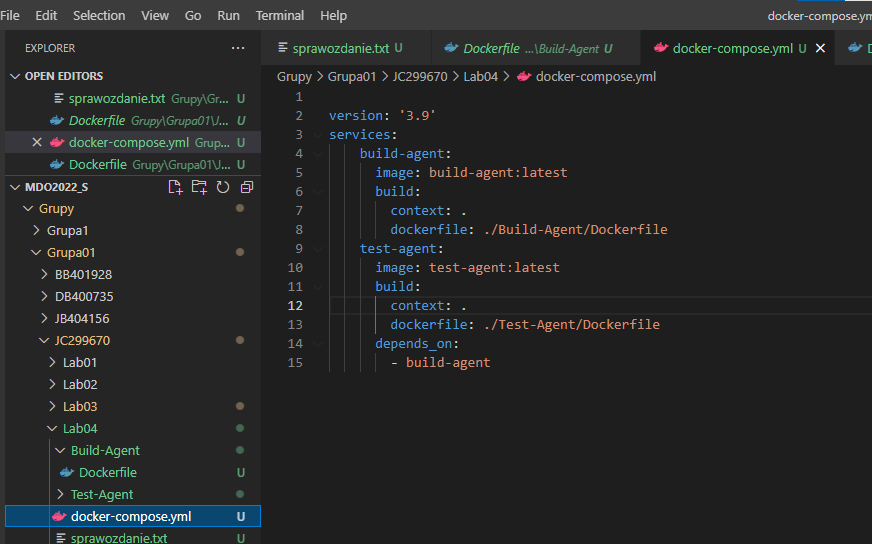 File Edit Selection View Go Run Terminal Help docker-compose.ym
EXPLORER ...
OPEN EDITORS
sprawozdanie.txt Grupy\Gr... U
Dockerfile Grupy\Grupa01\J... U
docker-compose.yml Grup... U
Dockerfile Grupy\Grupa01\J... U
MDO2022_S
Grupy
Grupa1
Grupa01
BB401928
DB400735
JB404156
JC299670
Lab01
Lab02
Lab03
Lab04
Build-Agent
Dockerfile U
Test-Agent
docker-compose.yml U
sprawozdanie.txt U
sprawozdanie.txt U Dockerfile ...\Build-Agent U docker-compose.yml U D
Grupy > Grupa01 > JC299670 > Lab04 > docker-compose.yml
1
2 version: '3.9'
3 services:
4 build-agent:
5 image: build-agent:latest
6 build:
7 context: .
8 dockerfile: ./Build-Agent/Dockerfile
9 test-agent:
10 image: test-agent:latest
11 build:
12 context: .
13 dockerfile: ./Test-Agent/Dockerfile
14 depends_on:
15 - build-agent